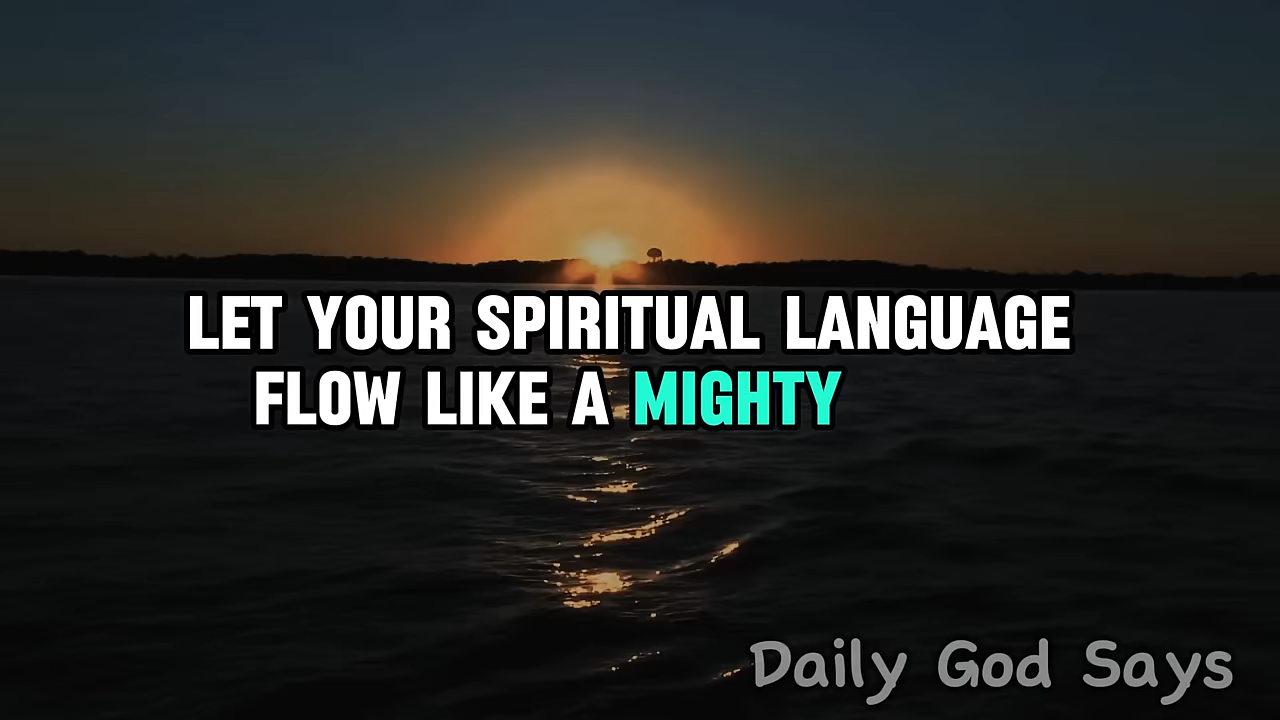 LET YOUR SPIRITUAL LANGUAGE
FLOW LIKE A MIGHTY
Daily God Says